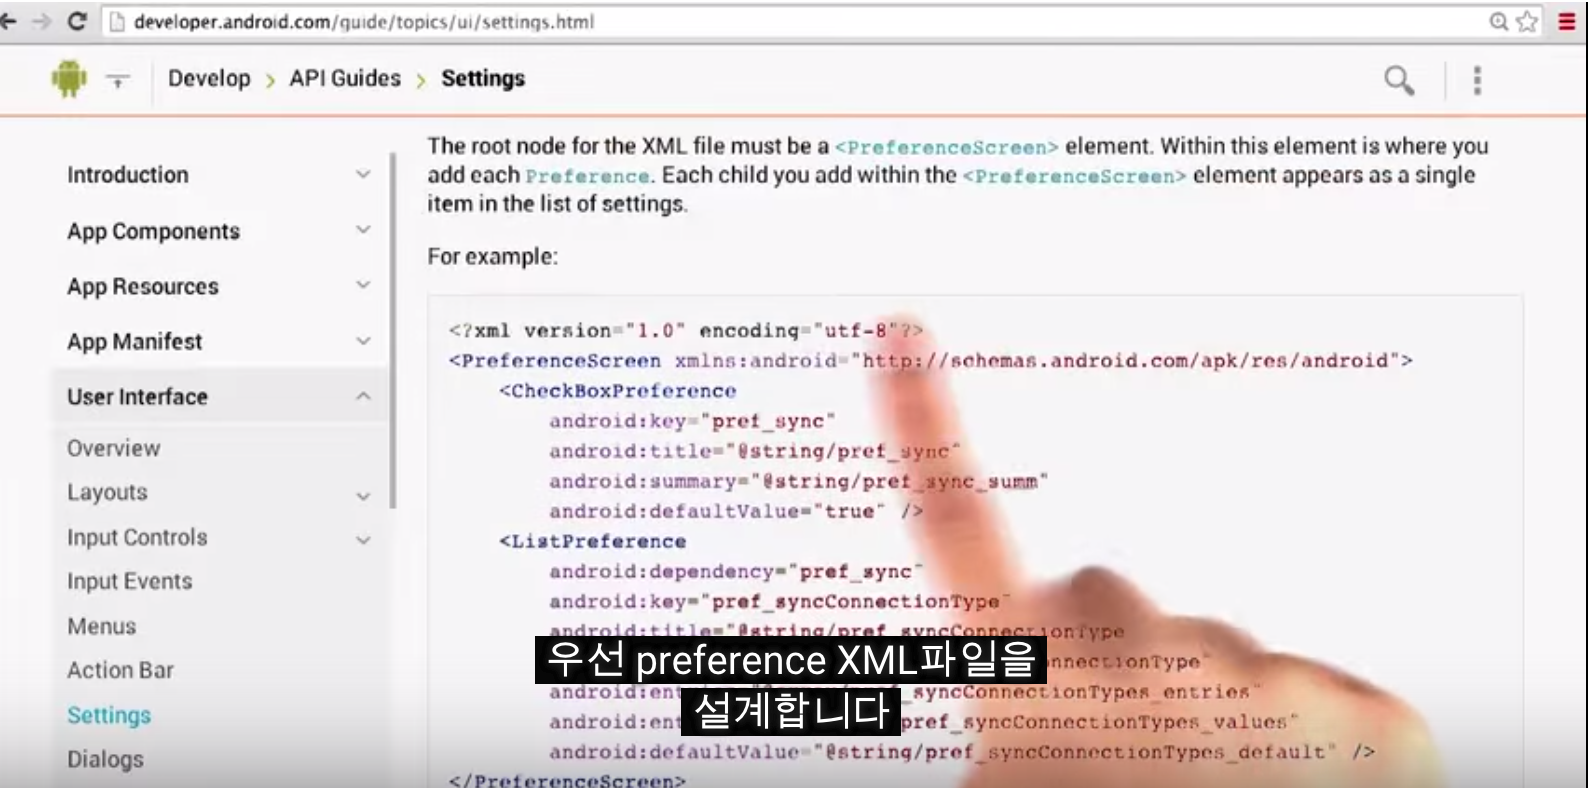 developer.android.com/guide/topics/ui/settings.html
Develop > API Guides > Settings
Introduction
App Components
App Resources
App Manifest
User Interface
Overview
Layouts
Input Controls
Input Events
Menus
Action Bar
Settings
Dialogs
The root node for the XML file must be a <PreferenceScreen> element. Within this element is where you
add each Preference. Each child you add within the <PreferenceScreen> element appears as a single
item in the list of settings.
For example:
<?xml version="1.0" encoding="utf-8"?>
<PreferenceScreen xmlns:android="http://schemas.android.com/apk/res/android">
<CheckBoxPreference
android:key="pref_sync"
android:title="@string/pref_sync"
android:summary="@string/pref_sync_summ"
android:defaultValue="true" />
<ListPreference
android:dependency="pref_sync"
android:key="pref_syncConnectionType"
android:title="@string/pref_syncConnectionType"
nnectionType"
android:ent _syncConnectionTypes_entries"
android:ent pref_syncConnectionTypes_values"
android:defaultValue="@string/pref_syncConnectionTypes_default" />
</PreferenceScreen>
우선 preference XML파일을
설계합니다